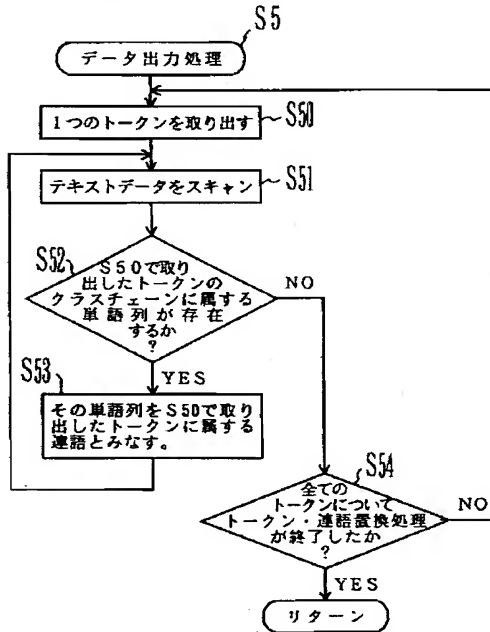 S5
データ出力処理
1つのトークンを取り出す
S50
テキストデータをスキャン
S51
S52
S50で取り
出したトークンの
クラスチェーンに属する
単語列が存在
するか
?
NO
YES
S53
その単語列をS50で取り
出したトークンに属する
連語とみなす。
S54
全ての
トークンについて
トークン・連語置換処理
が終了したか
?
NO
YES
リターン